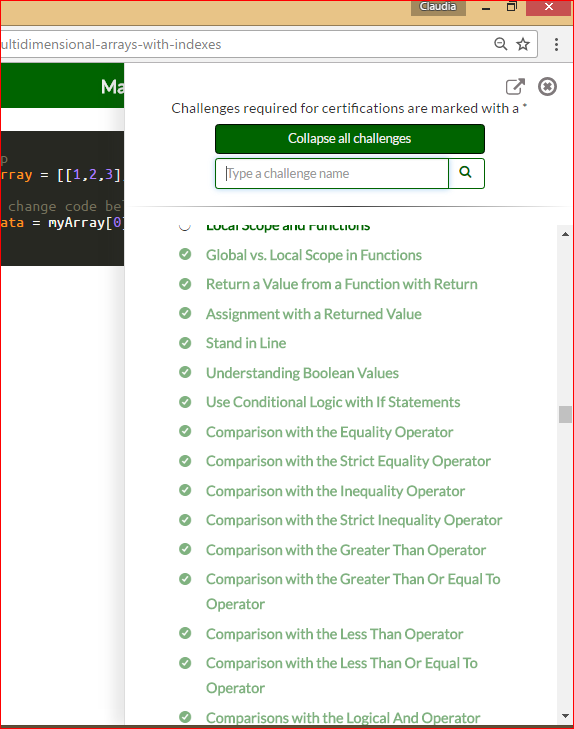 Claudia
ultidimensional-arrays-with-indexes
Ma
Challenges required for certifications are marked with a *
Collapse all challenges
Type a challenge name
p
rray = [[1,2,3]
change code be
ata = myArray[0]
Local Scope and Functions
Global vs. Local Scope in Functions
Return a Value from a Function with Return
Assignment with a Returned Value
Stand in Line
Understanding Boolean Values
Use Conditional Logic with If Statements
Comparison with the Equality Operator
Comparison with the Strict Equality Operator
Comparison with the Inequality Operator
Comparison with the Strict Inequality Operator
Comparison with the Greater Than Operator
Comparison with the Greater Than Or Equal To
Operator
Comparison with the Less Than Operator
Comparison with the Less Than Or Equal To
Operator
Comparisons with the Logical And Operator